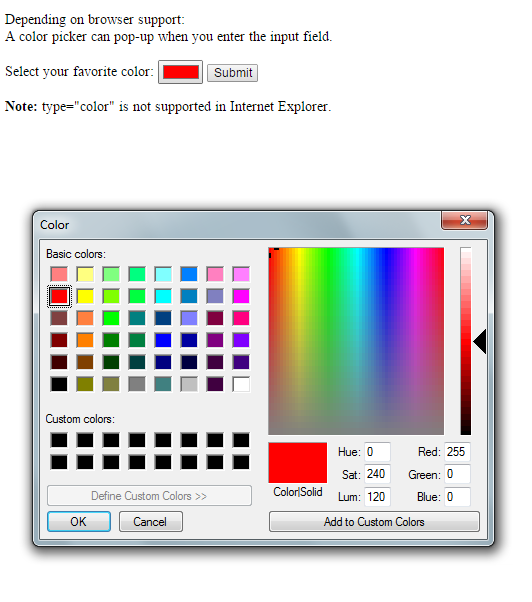 Depending on browser support:
A color picker can pop-up when you enter the input field.
Select your favorite color: Submit
Note: type="color" is not supported in Internet Explorer.
Color
Basic colors:
Custom colors:
Define Custom Colors >>
OK Cancel
Color|Solid
Hue: 0 Red: 255
Sat: 240 Green: 0
Lum: 120 Blue: 0
Add to Custom Colors